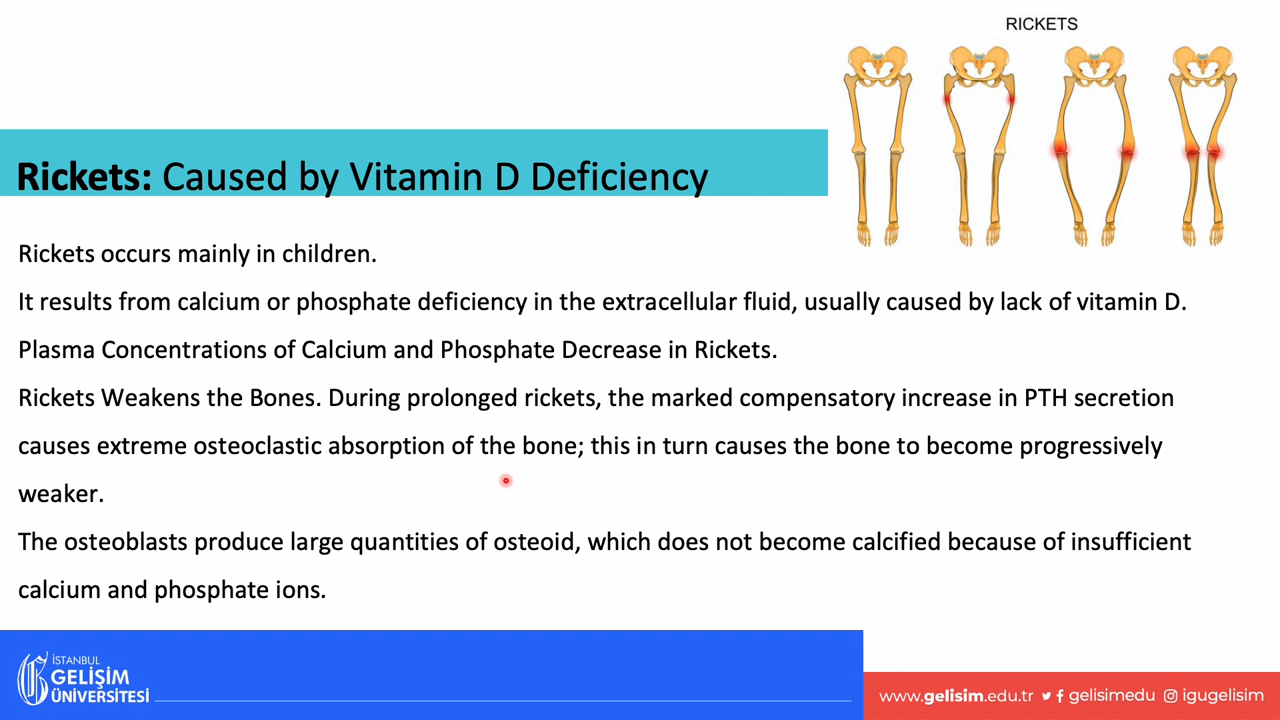 RICKETS
Rickets: Caused by Vitamin D Deficiency
Rickets occurs mainly in children.
It results from calcium or phosphate deficiency in the extracellular fluid, usually caused by lack of vitamin D.
Plasma Concentrations of Calcium and Phosphate Decrease in Rickets.
Rickets Weakens the Bones. During prolonged rickets, the marked compensatory increase in PTH secretion
causes extreme osteoclastic absorption of the bone; this in turn causes the bone to become progressively
weaker.
The osteoblasts produce large quantities of osteoid, which does not become calcified because of insufficient
calcium and phosphate ions.
İSTANBUL
GELİŞİM
ÜNİVERSİTESİ
www.gelisim.edu.tr gelisimedu igugelisim